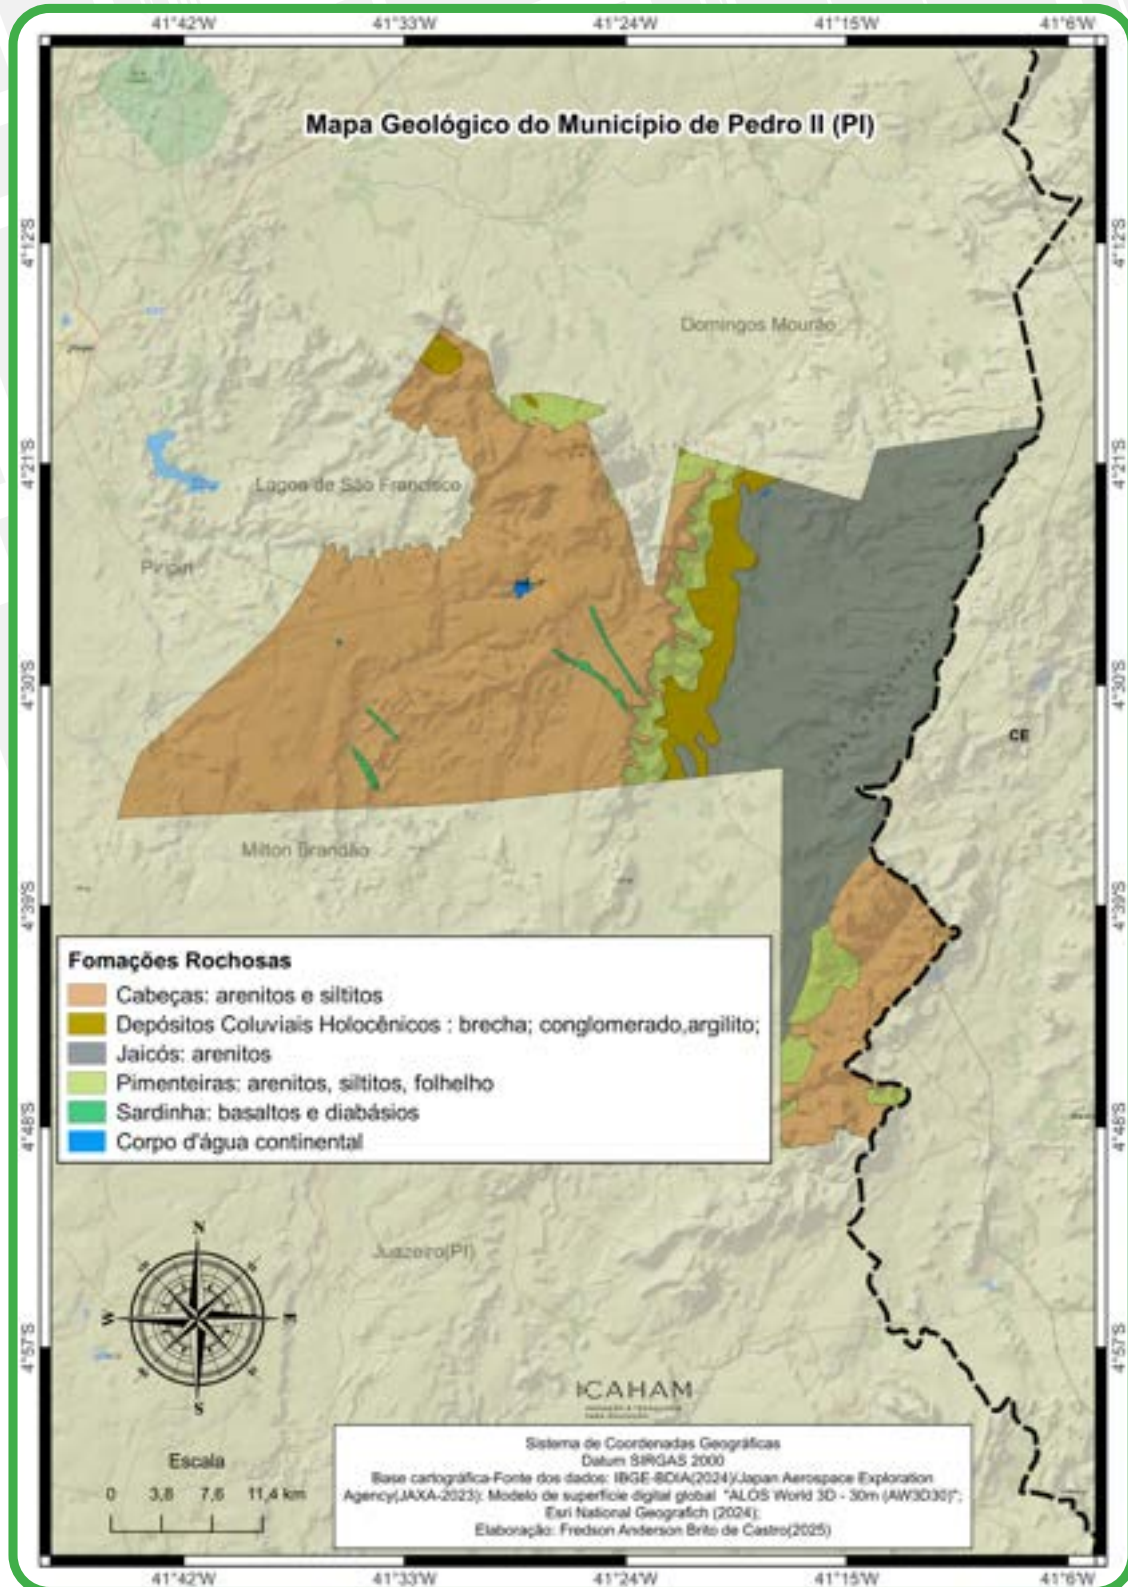 41°42'W 41°33'W 41°24'W 41°15'W 41°6'W
Mapa Geológico do Município de Pedro II (PI)
4°12'S 4°12'S
Domingos Mourão
4°21'S 4°21'S
Lagoa de São Francisco
Piripiri
4°30'S 4°30'S
CE
Milton Brandão
4°39'S 4°39'S
Fomações Rochosas
Cabeças: arenitos e siltitos
Depósitos Coluviais Holocênicos : brecha; conglomerado,argilito;
Jaicós: arenitos
Pimenteiras: arenitos, siltitos, folhelho
Sardinha: basaltos e diabásios
Corpo d'água continental
4°48'S 4°48'S
Juazeiro(PI)
N
W E
S
4°57'S 4°57'S
ICAHAM
Escala
0 3,8 7,6 11,4 km
Sistema de Coordenadas Geográficas
Datum SIRGAS 2000
Base cartográfica-Fonte dos dados: IBGE-BDIA(2024)/Japan Aerospace Exploration
Agency(JAXA-2023): Modelo de superfície digital global "ALOS World 3D - 30m (AW3D30)";
Esri National Geografich (2024);
Elaboração: Fredson Anderson Brito de Castro(2025)
41°42'W 41°33'W 41°24'W 41°15'W 41°6'W